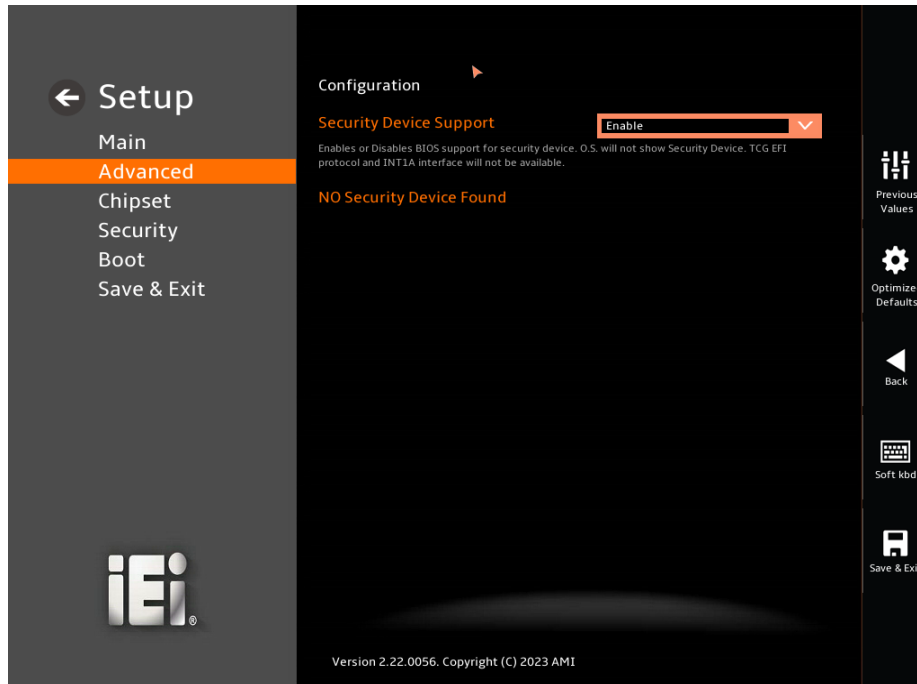 Setup
Main
Advanced
Chipset
Security
Boot
Save & Exit
Configuration
Security Device Support
Enable
Enables or Disables BIOS support for security device. O.S. will not show Security Device. TCG EFI
protocol and INT1A interface will not be available.
NO Security Device Found
Previous
Values
Optimize
Defaults
Back
Soft kbd
Save & Exi
iEi®
Version 2.22.0056. Copyright (C) 2023 AMI